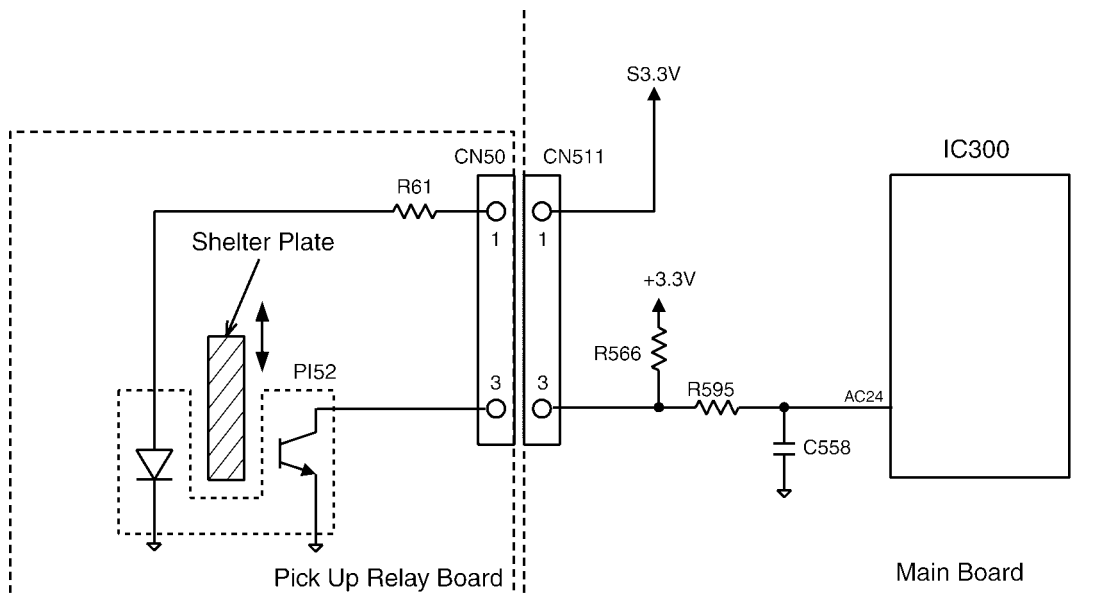 S3.3V
CN50 CN511
IC300
R61
1 1
Shelter Plate
+3.3V
R566
PI52
3 3
R595
AC24
C558
Pick Up Relay Board
Main Board